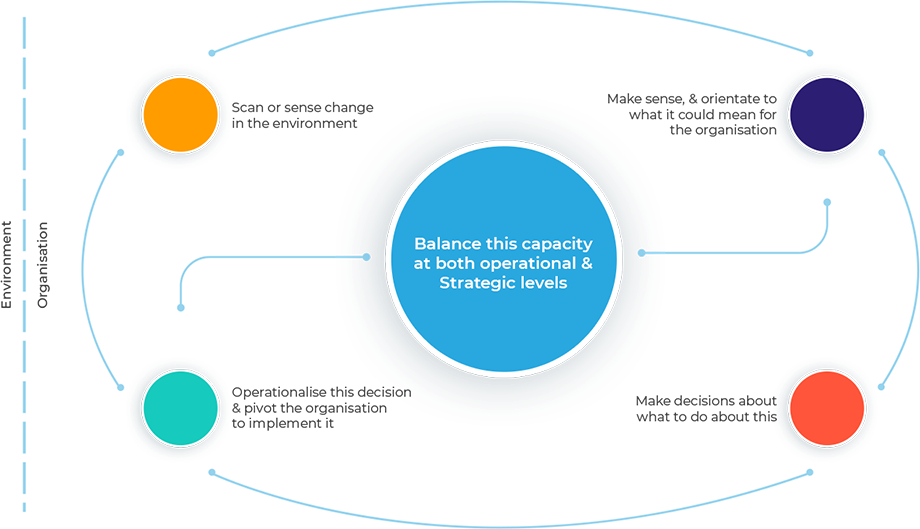 Environment
Organisation
Scan or sense change
in the environment
Make sense, & orientate to
what it could mean for
the organisation
Balance this capacity
at both operational &
Strategic levels
Operationalise this decision
& pivot the organisation
to implement it
Make decisions about
what to do about this